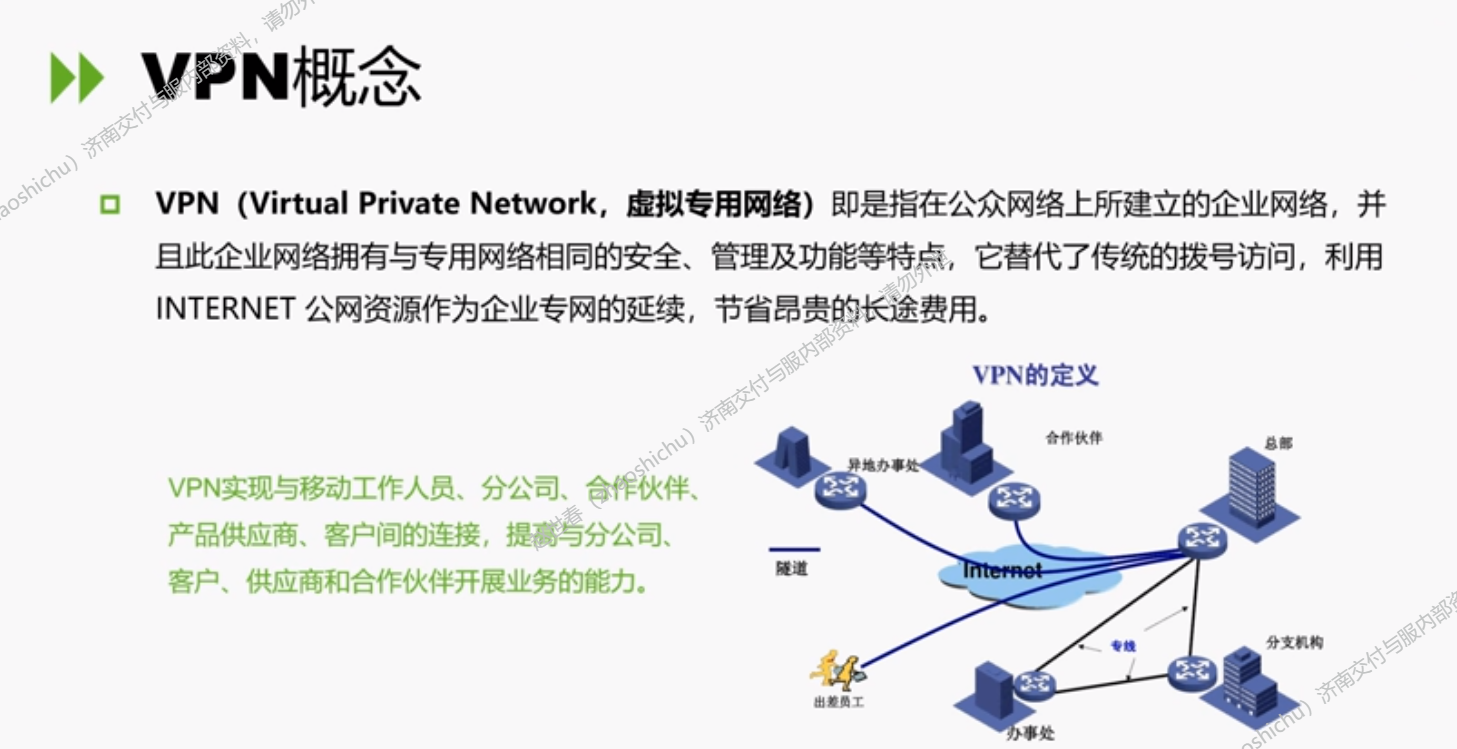 VPN概念
VPN（Virtual Private Network，虚拟专用网络）即是指在公众网络上所建立的企业网络，并
且此企业网络拥有与专用网络相同的安全、管理及功能等特点，它替代了传统的拨号访问，利用
INTERNET 公网资源作为企业专网的延续，节省昂贵的长途费用。
VPN实现与移动工作人员、分公司、合作伙伴、
产品供应商、客户间的连接，提高与分公司、
客户、供应商和合作伙伴开展业务的能力。
VPN的定义
合作伙伴
总部
异地办事处
隧道
Internet
专线
分支机构
出差员工
办事处
aoshichu）济南交付与服内部资料，请勿外
（zhaoshichu）济南交付与服内部资料，请勿外泄
oshichu）济南交付与服内部资